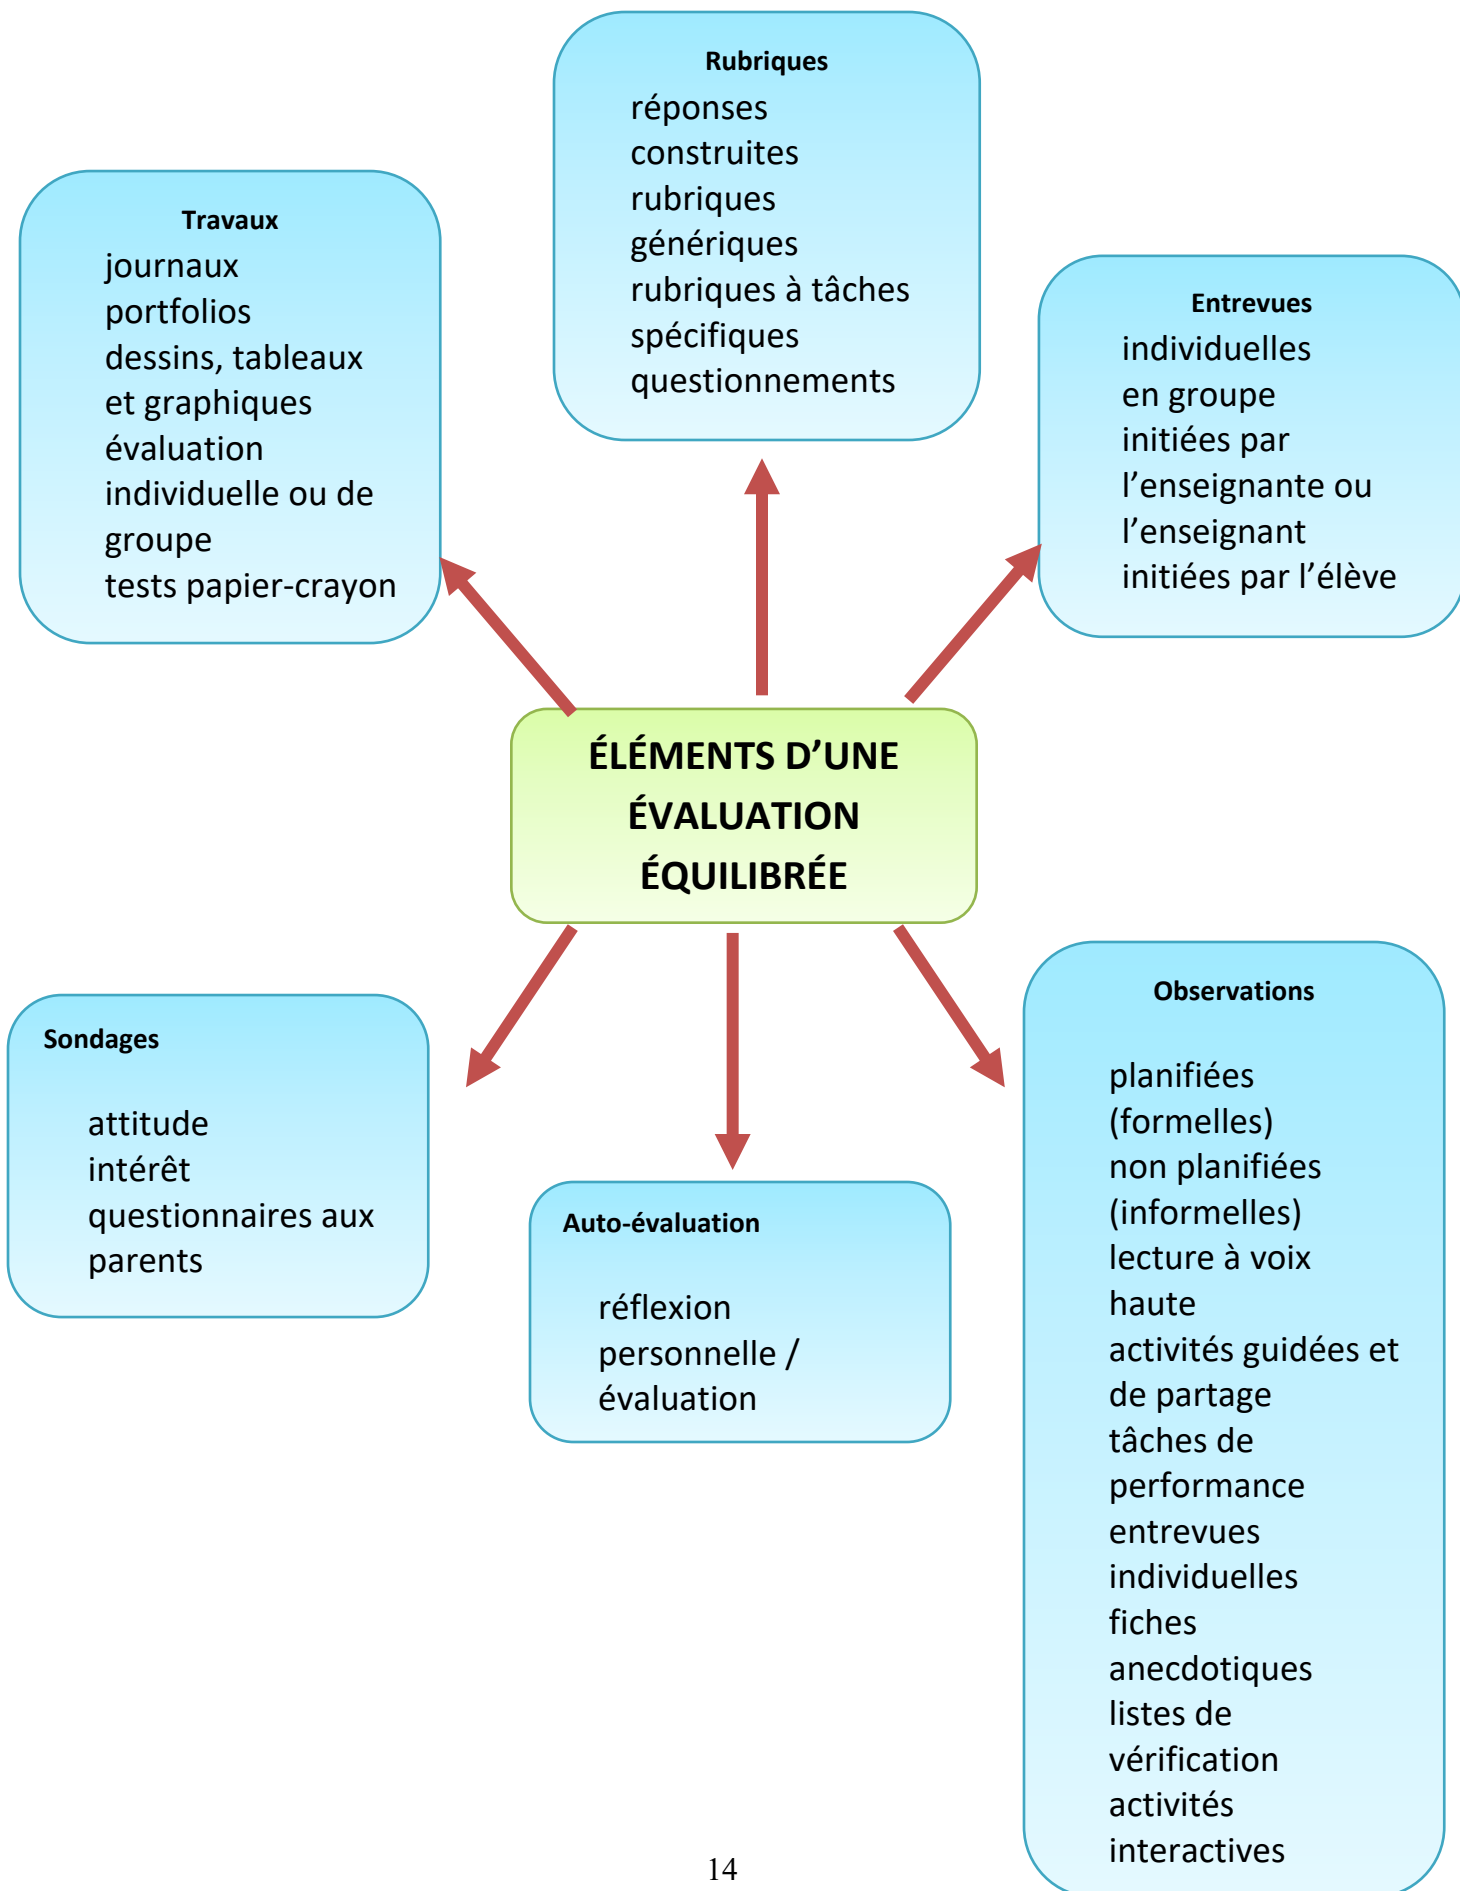 Rubriques
réponses
construites
rubriques
génériques
rubriques à tâches
spécifiques
questionnements
Travaux
journaux
portfolios
dessins, tableaux
et graphiques
évaluation
individuelle ou de
groupe
tests papier-crayon
Entrevues
individuelles
en groupe
initiées par
l’enseignante ou
l’enseignant
initiées par l’élève
ÉLÉMENTS D’UNE
ÉVALUATION
ÉQUILIBRÉE
Sondages
attitude
intérêt
questionnaires aux
parents
Auto-évaluation
réflexion
personnelle /
évaluation
Observations
planifiées
(formelles)
non planifiées
(informelles)
lecture à voix
haute
activités guidées et
de partage
tâches de
performance
entrevues
individuelles
fiches
anecdotiques
listes de
vérification
activités
interactives
14